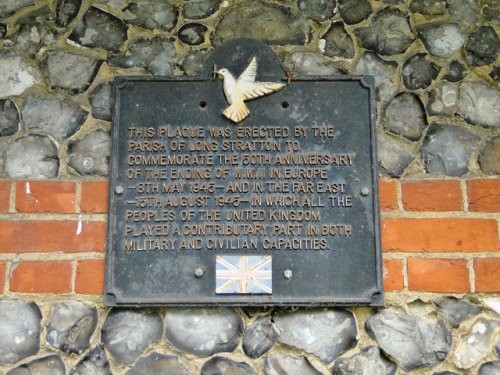 THIS PLAQUE WAS ERECTED BY THE
PARISH OF LONG STRATTON TO
COMMEMORATE THE 50TH ANNIVERSARY
OF THE ENDING OF W.W.II IN EUROPE
-8TH MAY 1945-AND IN THE FAR EAST
-15TH AUGUST 1945-IN WHICH ALL THE
PEOPLES OF THE UNITED KINGDOM
PLAYED A CONTRIBUTARY PART IN BOTH
MILITARY AND CIVILIAN CAPACITIES.